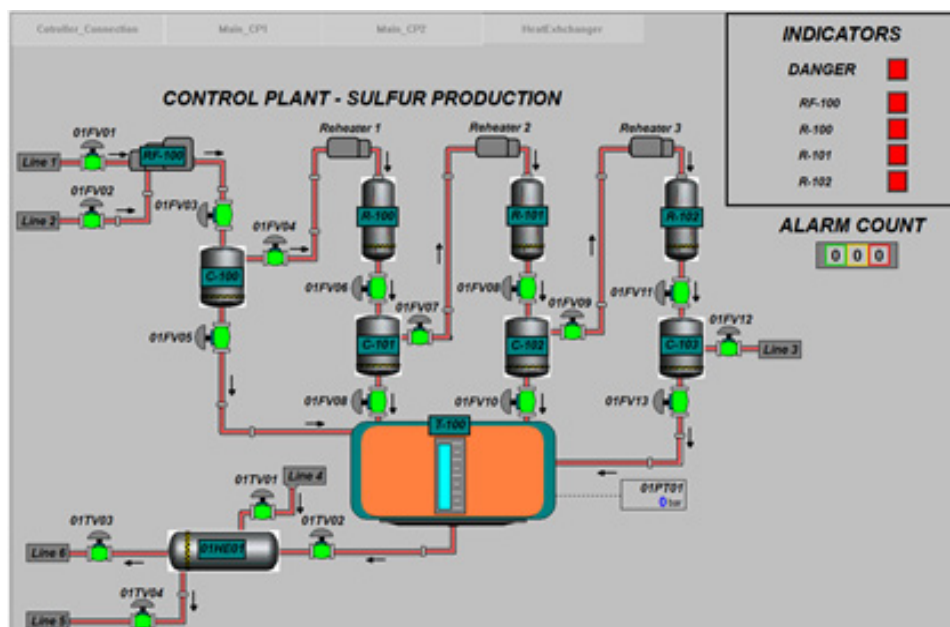 Cotroller_Connection
Main_CP1
Main_CP2
HeatExhchanger
INDICATORS
DANGER
RF-100
R-100
R-101
R-102
ALARM COUNT
0 0 0
CONTROL PLANT - SULFUR PRODUCTION
Reheater 1
Reheater 2
Reheater 3
01FV01
Line 1
RF-100
01FV02
Line 2
01FV03
01FV04
R-100
R-101
R-102
C-100
01FV06
01FV08
01FV11
01FV07
01FV09
01FV12
01FV05
C-101
C-102
C-103
Line 3
01FV08
01FV10
01FV13
T-100
01TV01
Line 4
01PT01
0 bar
01TV03
01TV02
Line 6
01HE01
01TV04
Line 5